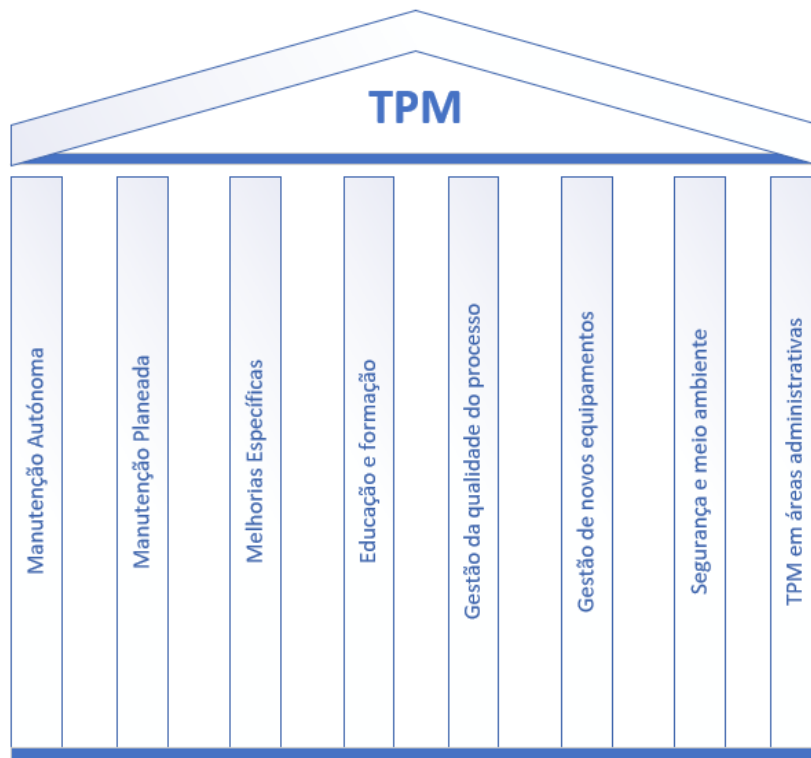 TPM
Manutenção Autónoma
Manutenção Planeada
Melhorias Específicas
Educação e formação
Gestão da qualidade do processo
Gestão de novos equipamentos
Segurança e meio ambiente
TPM em áreas administrativas